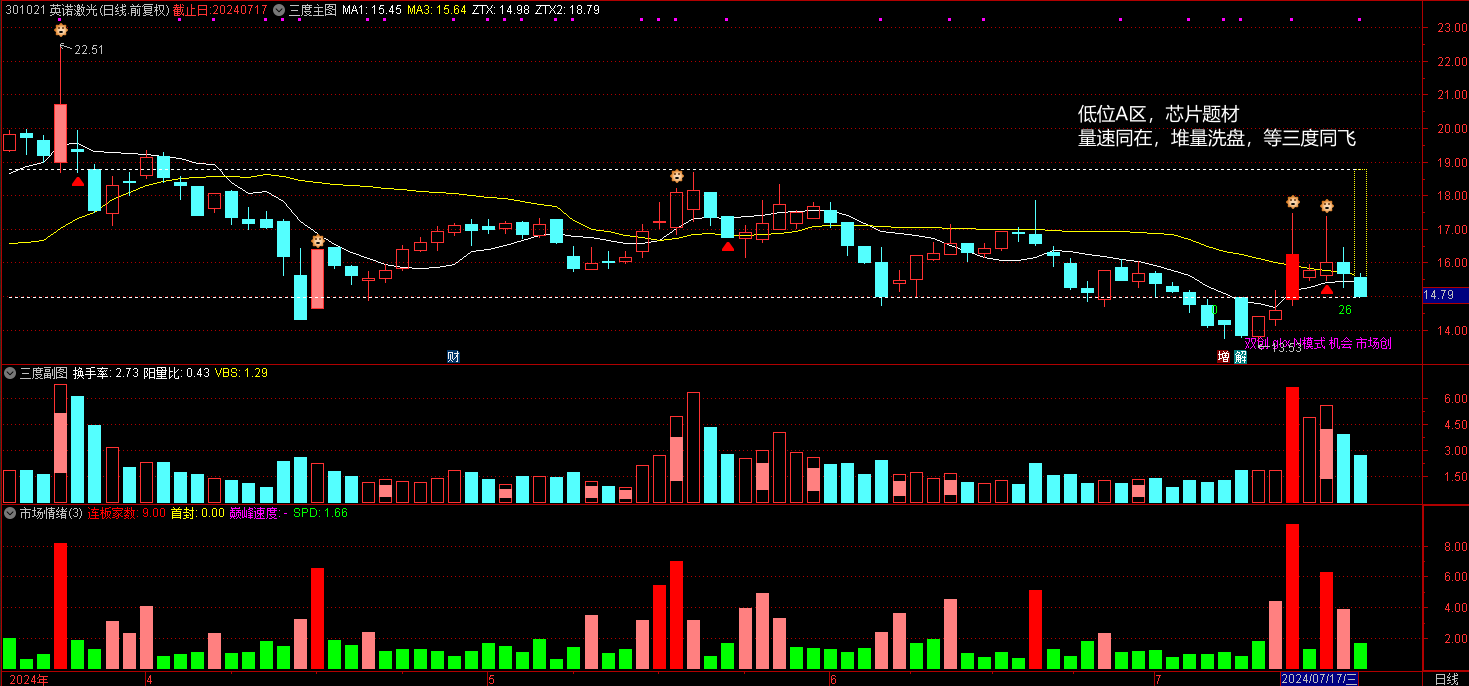 301021 英诺激光(日线.前复权) 截止日:20240717 三度主图 MA1: 15.45 MA3: 15.64 ZTX: 14.98 ZTX2: 18.79
23.00
22.51
22.00
21.00
低位A区，芯片题材
20.00
量速同在，堆量洗盘，等三度同飞
19.00
18.00
17.00
16.00
14.79
0
26
14.00
13.53
模式 机会 市场创
财
增
解
三度副图 换手率: 2.73 阳量比: 0.43 VBS: 1.29
6.00
4.50
3.00
1.50
市场情绪(3) 连板家数: 9.00 首封: 0.00 巅峰速度: - SPD: 1.66
8.00
6.00
4.00
2.00
2024年 4 5 6 7 2024/07/17/三 日线